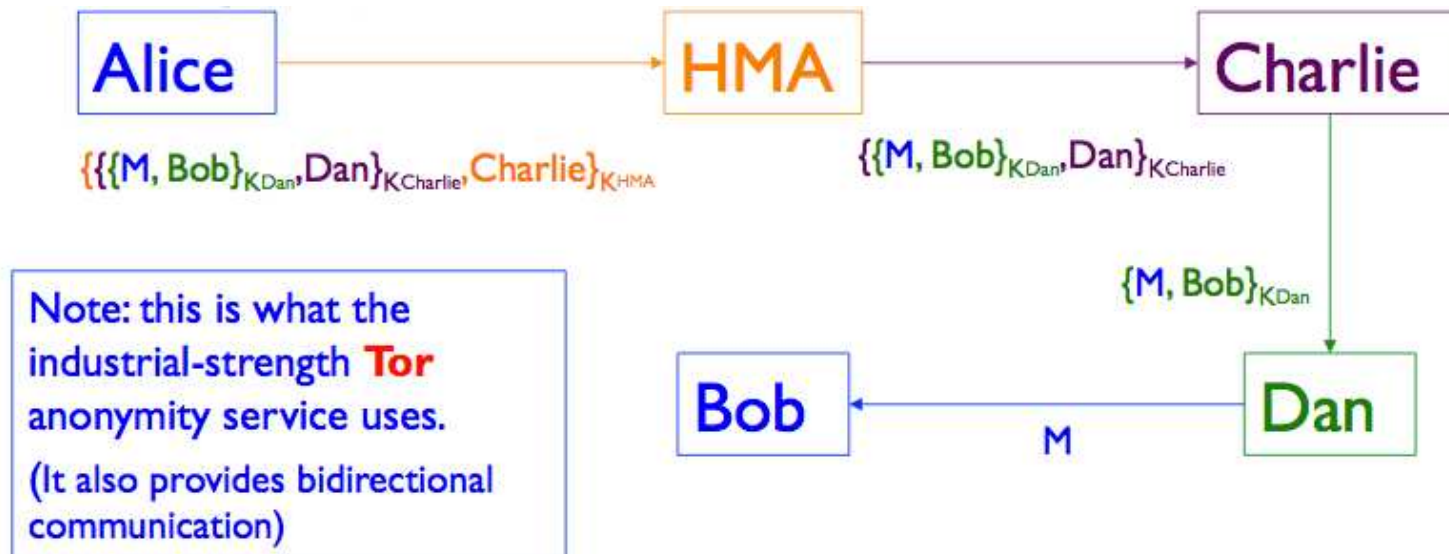 Alice
HMA
Charlie
{{{M, Bob}KDan,Dan}KCharlie,Charlie}KHMA
{{M, Bob}KDan,Dan}KCharlie
{M, Bob}KDan
Note: this is what the
industrial-strength Tor
anonymity service uses.
(It also provides bidirectional
communication)
Bob
M
Dan